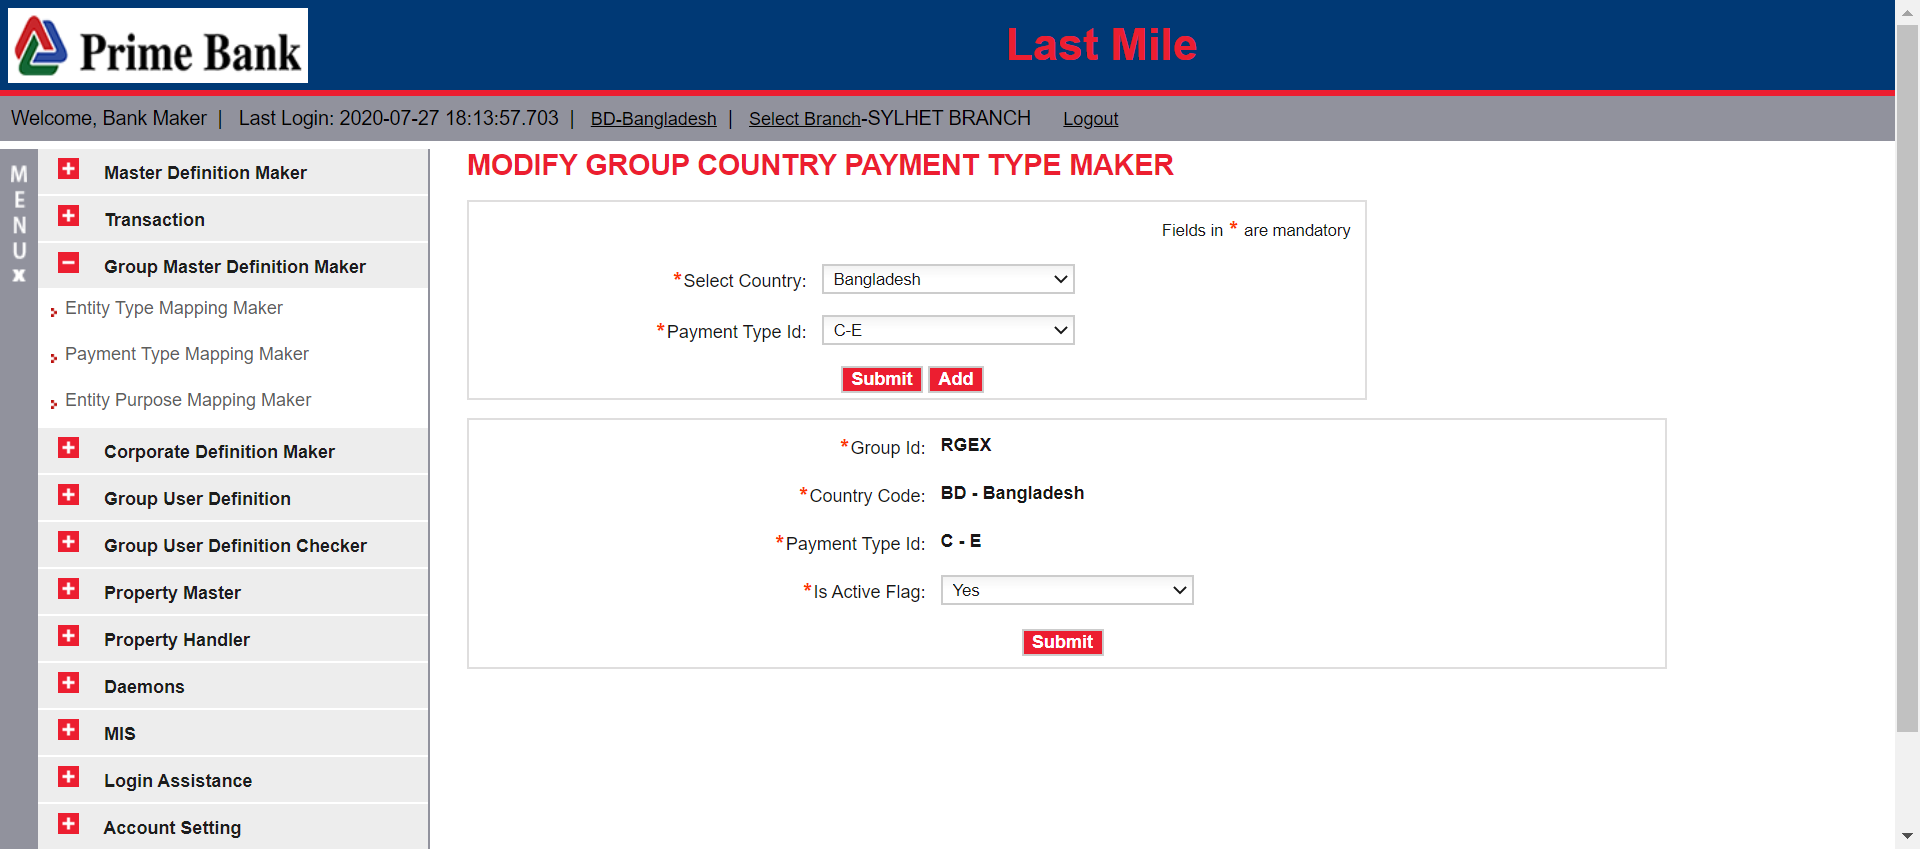 Prime Bank
Last Mile
Welcome, Bank Maker | Last Login: 2020-07-27 18:13:57.703 | BD-Bangladesh | Select Branch-SYLHET BRANCH Logout
MENU X
Master Definition Maker
Transaction
Group Master Definition Maker
Entity Type Mapping Maker
Payment Type Mapping Maker
Entity Purpose Mapping Maker
Corporate Definition Maker
Group User Definition
Group User Definition Checker
Property Master
Property Handler
Daemons
MIS
Login Assistance
Account Setting
MODIFY GROUP COUNTRY PAYMENT TYPE MAKER
Fields in * are mandatory
*Select Country: Bangladesh
*Payment Type Id: C-E
Submit Add
*Group Id: RGEX
*Country Code: BD - Bangladesh
*Payment Type Id: C - E
*Is Active Flag: Yes
Submit